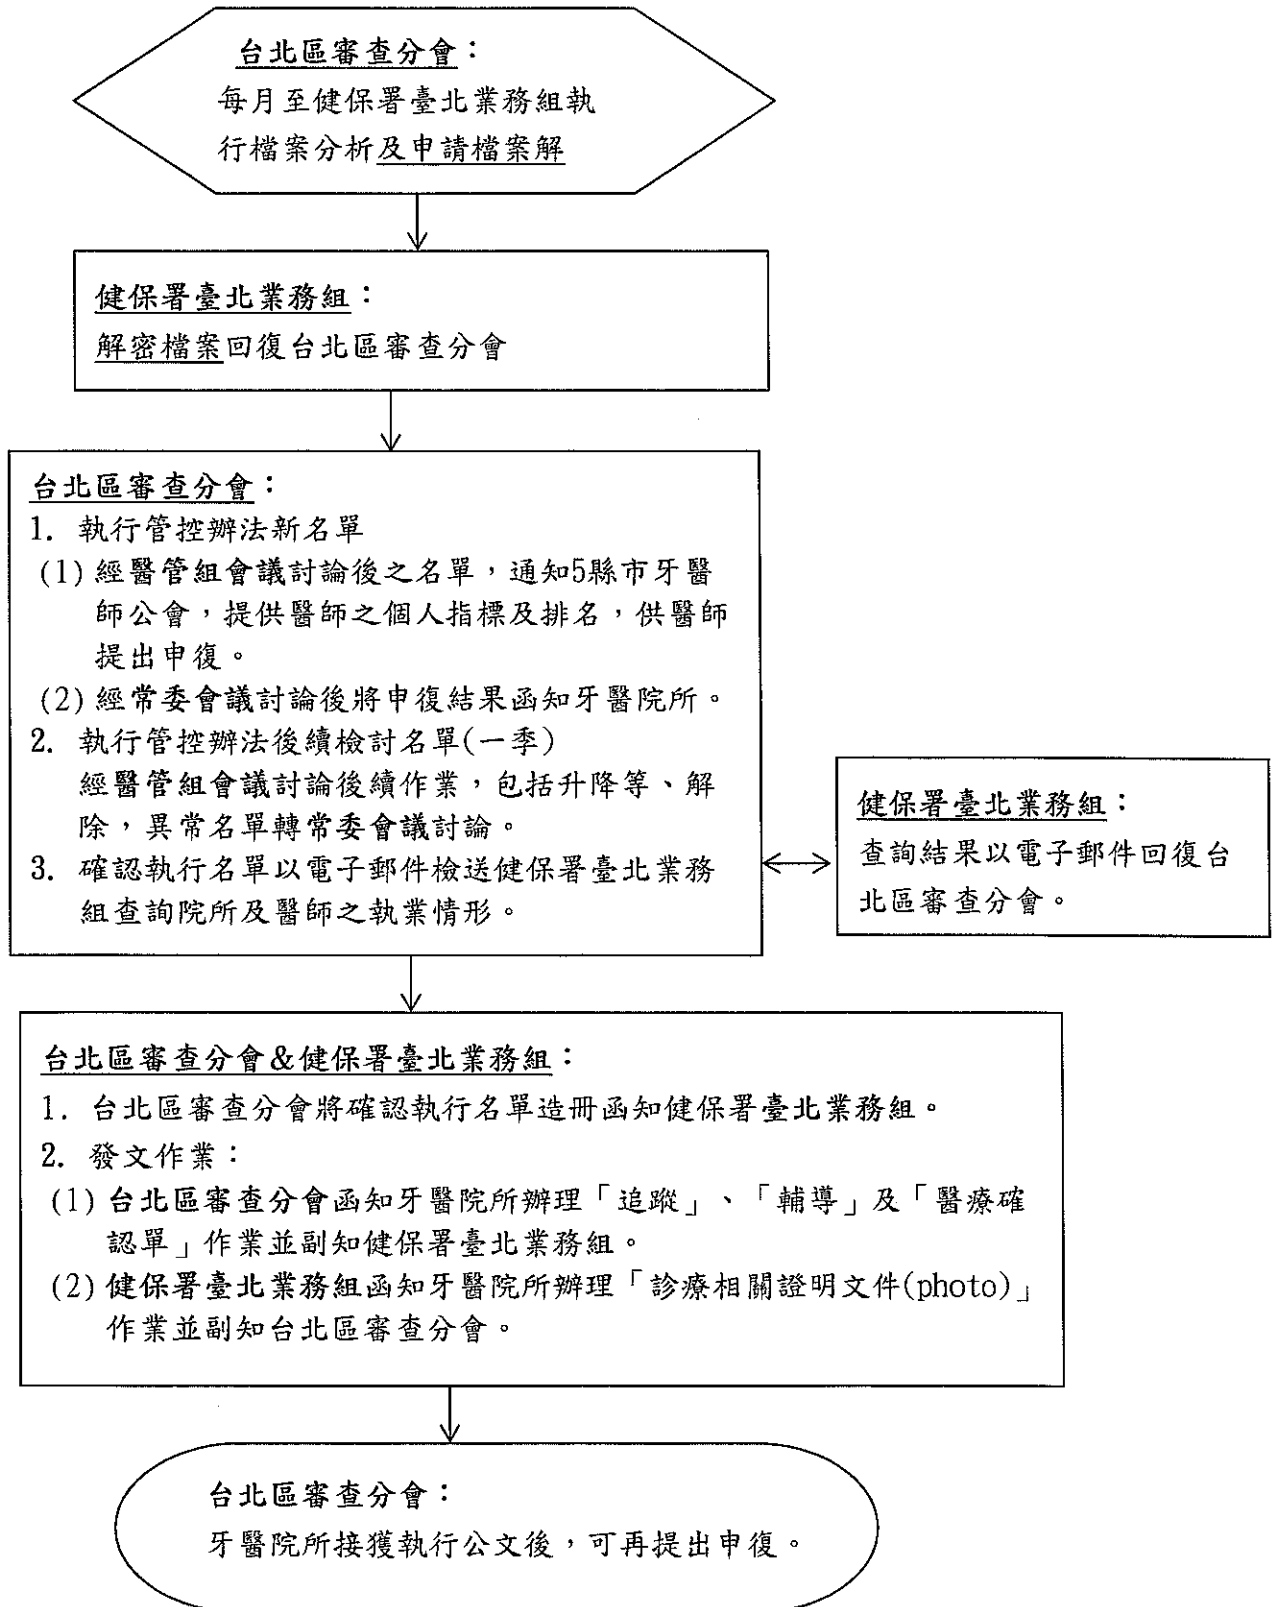 台北區審查分會：
每月至健保署臺北業務組執
行檔案分析及申請檔案解
健保署臺北業務組：
解密檔案回復台北區審查分會
台北區審查分會：
1. 執行管控辦法新名單
(1) 經醫管組會議討論後之名單，通知5縣市牙醫
師公會，提供醫師之個人指標及排名，供醫師
提出申復。
(2) 經常委會議討論後將申復結果函知牙醫院所。
2. 執行管控辦法後續檢討名單(一季)
經醫管組會議討論後續作業，包括升降等、解
除，異常名單轉常委會議討論。
3. 確認執行名單以電子郵件檢送健保署臺北業務
組查詢院所及醫師之執業情形。
健保署臺北業務組：
查詢結果以電子郵件回復台
北區審查分會。
台北區審查分會&健保署臺北業務組：
1. 台北區審查分會將確認執行名單造冊函知健保署臺北業務組。
2. 發文作業：
(1) 台北區審查分會函知牙醫院所辦理「追蹤」、「輔導」及「醫療確
認單」作業並副知健保署臺北業務組。
(2) 健保署臺北業務組函知牙醫院所辦理「診療相關證明文件(photo)」
作業並副知台北區審查分會。
台北區審查分會：
牙醫院所接獲執行公文後，可再提出申復。